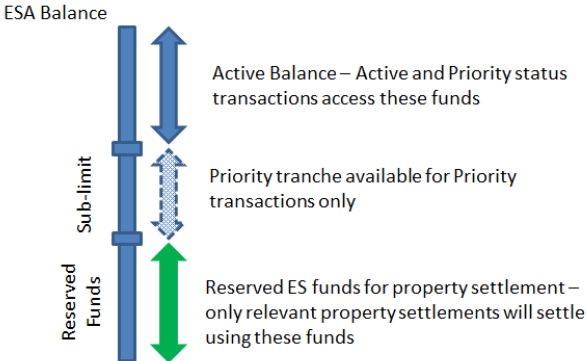 ESA Balance
Active Balance – Active and Priority status
transactions access these funds
Sub-limit
Priority tranche available for Priority
transactions only
Reserved
Funds
Reserved ES funds for property settlement –
only relevant property settlements will settle
using these funds